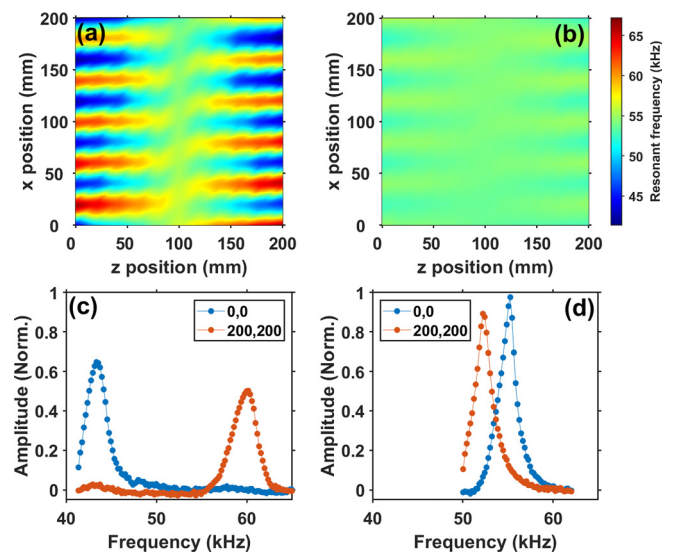 (a)
200
150
100
50
0
x position (mm)
0 50 100 150 200
z position (mm)
(b)
200
150
100
50
0
x position (mm)
0 50 100 150 200
z position (mm)
65
60
55
50
45
Resonant frequency (kHz)
(c)
1
0.8
0.6
0.4
0.2
0
Amplitude (Norm.)
0,0
200,200
40 50 60
Frequency (kHz)
(d)
1
0.8
0.6
0.4
0.2
0
Amplitude (Norm.)
0,0
200,200
40 50 60
Frequency (kHz)